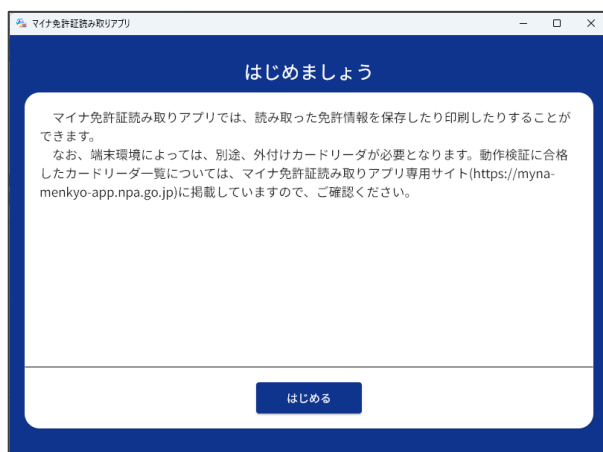 マイナ免許証読み取りアプリ
はじめましょう
マイナ免許証読み取りアプリでは、読み取った免許情報を保存したり印刷したりすることが
できます。
なお、端末環境によっては、別途、外付けカードリーダが必要となります。動作検証に合格
したカードリーダ一覧については、マイナ免許証読み取りアプリ専用サイト(https://myna-
menkyo-app.npa.go.jp)に掲載していますので、ご確認ください。
はじめる